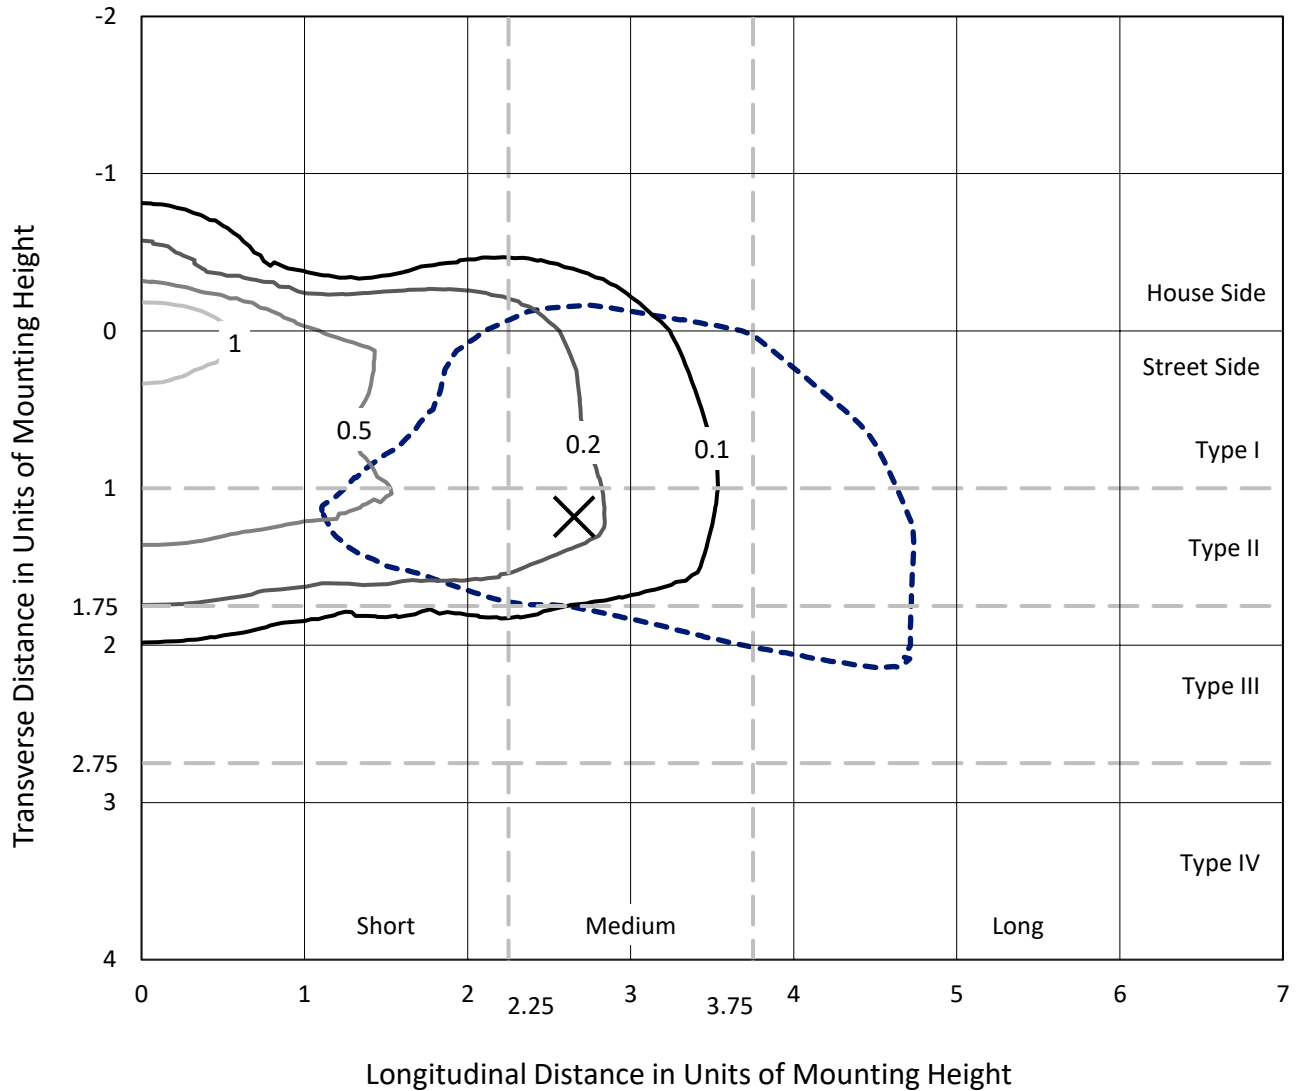 -2
-1
House Side
0
1
Street Side
0.5
0.2
0.1
Type I
1
Type II
1.75
2
Type III
2.75
3
Type IV
Short
Medium
Long
4
0
1
2
2.25
3
3.75
4
5
6
7
Transverse Distance in Units of Mounting Height
Longitudinal Distance in Units of Mounting Height